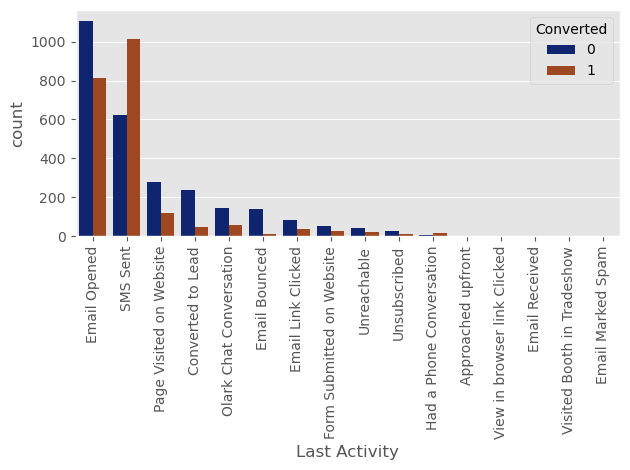 Converted
0
1
1000
800
600
400
200
0
count
Email Opened
SMS Sent
Page Visited on Website
Converted to Lead
Olark Chat Conversation
Email Bounced
Email Link Clicked
Form Submitted on Website
Unreachable
Unsubscribed
Had a Phone Conversation
Approached upfront
View in browser link Clicked
Email Received
Visited Booth in Tradeshow
Email Marked Spam
Last Activity